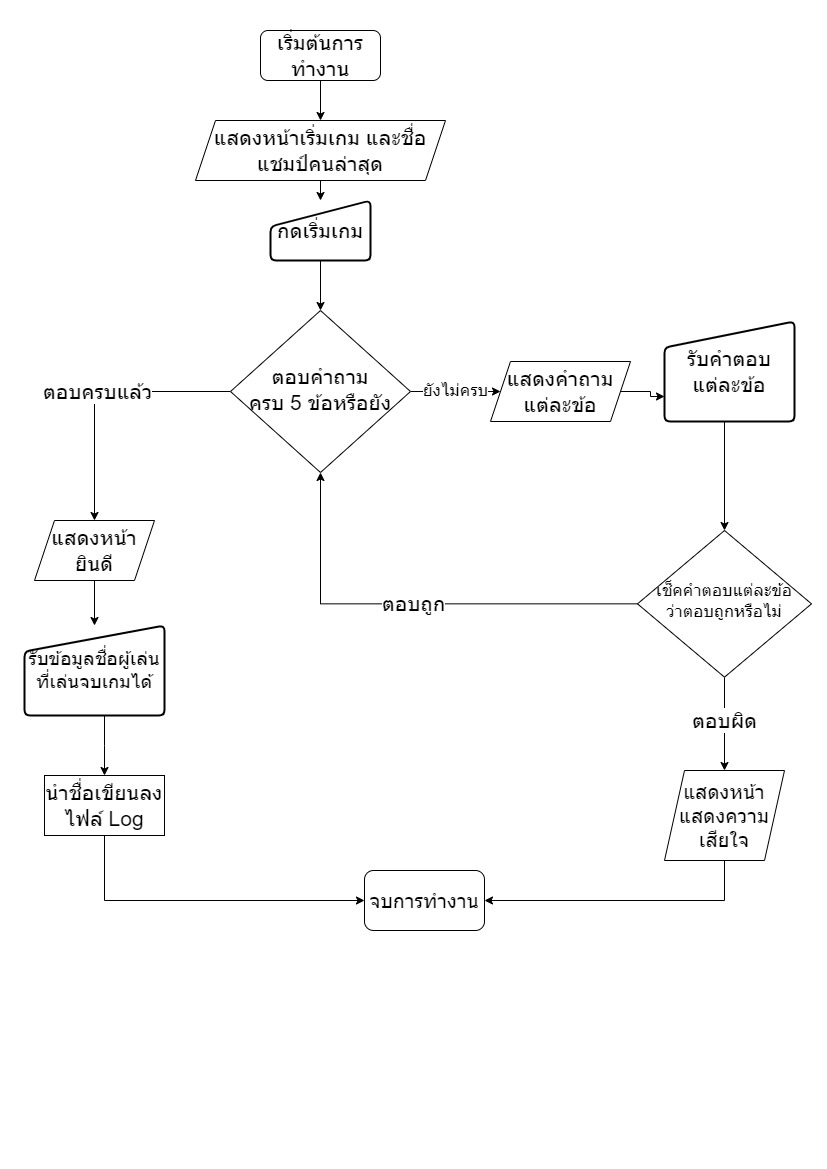 เริ่มต้นการ
ทำงาน
แสดงหน้าเริ่มเกม และชื่อ
แชมป์คนล่าสุด
กดเริ่มเกม
ตอบคำถาม
ครบ 5 ข้อหรือยัง
ยังไม่ครบ
แสดงคำถาม
แต่ละข้อ
รับคำตอบ
แต่ละข้อ
ตอบครบแล้ว
แสดงหน้า
ยินดี
เช็คคำตอบแต่ละข้อ
ว่าตอบถูกหรือไม่
ตอบถูก
รับข้อมูลชื่อผู้เล่น
ที่เล่นจบเกมได้
ตอบผิด
นำชื่อเขียนลง
ไฟล์ Log
แสดงหน้า
แสดงความ
เสียใจ
จบการทำงาน